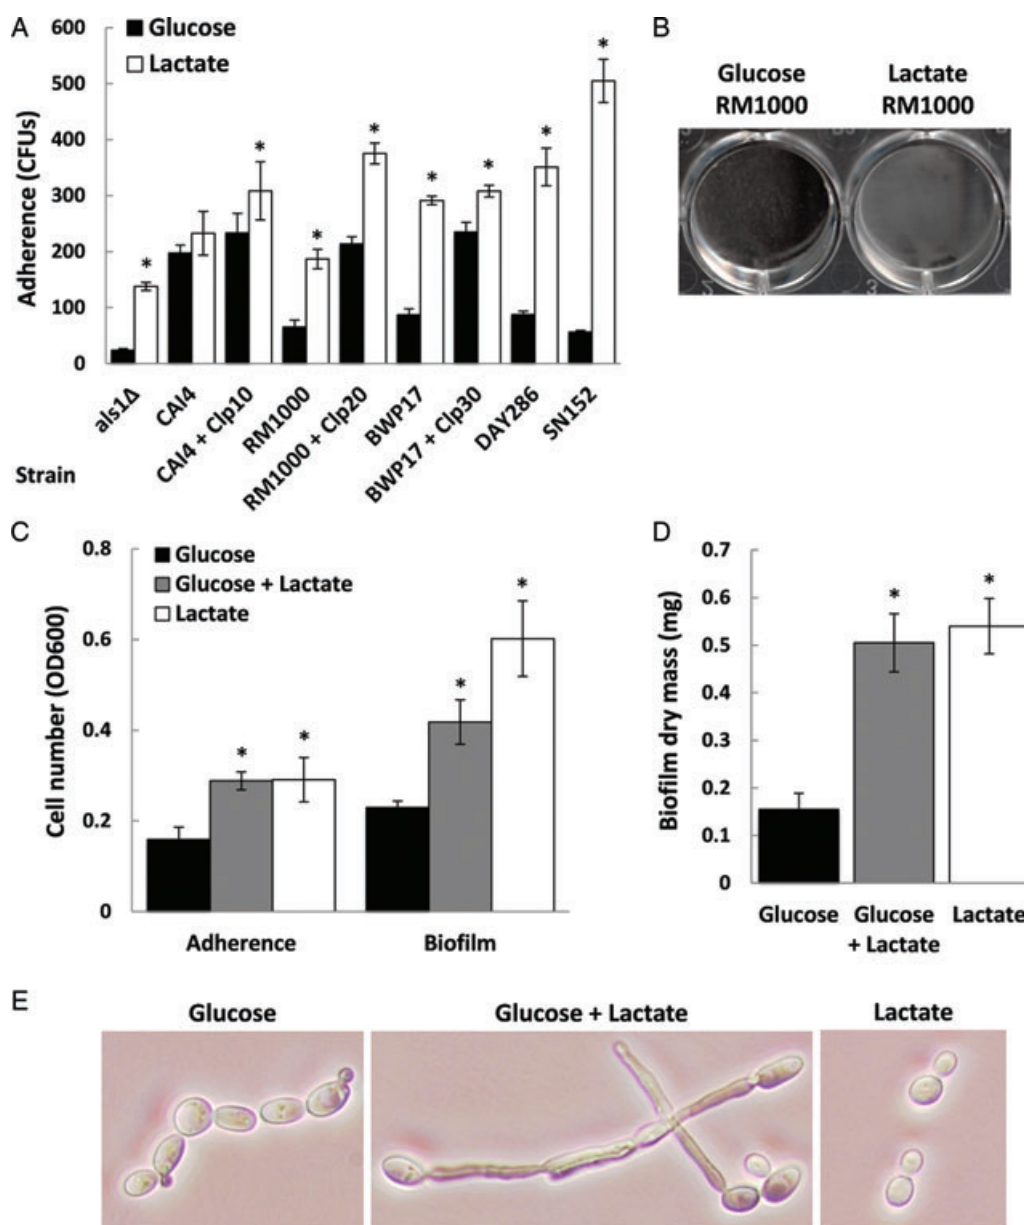 A
Adherence (CFUs)
600
500
400
300
200
100
0
Glucose
Lactate
*
*
*
*
*
*
*
*
als1Δ
CAI4
CAI4 + Clp10
RM1000
RM1000 + Clp20
BWP17
BWP17 + Clp30
DAY286
SN152
Strain
B
Glucose
RM1000
Lactate
RM1000
3
C
Cell number (OD600)
0.8
0.6
0.4
0.2
0
Glucose
Glucose + Lactate
Lactate
*
*
*
*
Adherence
Biofilm
D
Biofilm dry mass (mg)
0.7
0.6
0.5
0.4
0.3
0.2
0.1
0
*
*
Glucose
Glucose
+ Lactate
Lactate
E
Glucose
Glucose + Lactate
Lactate